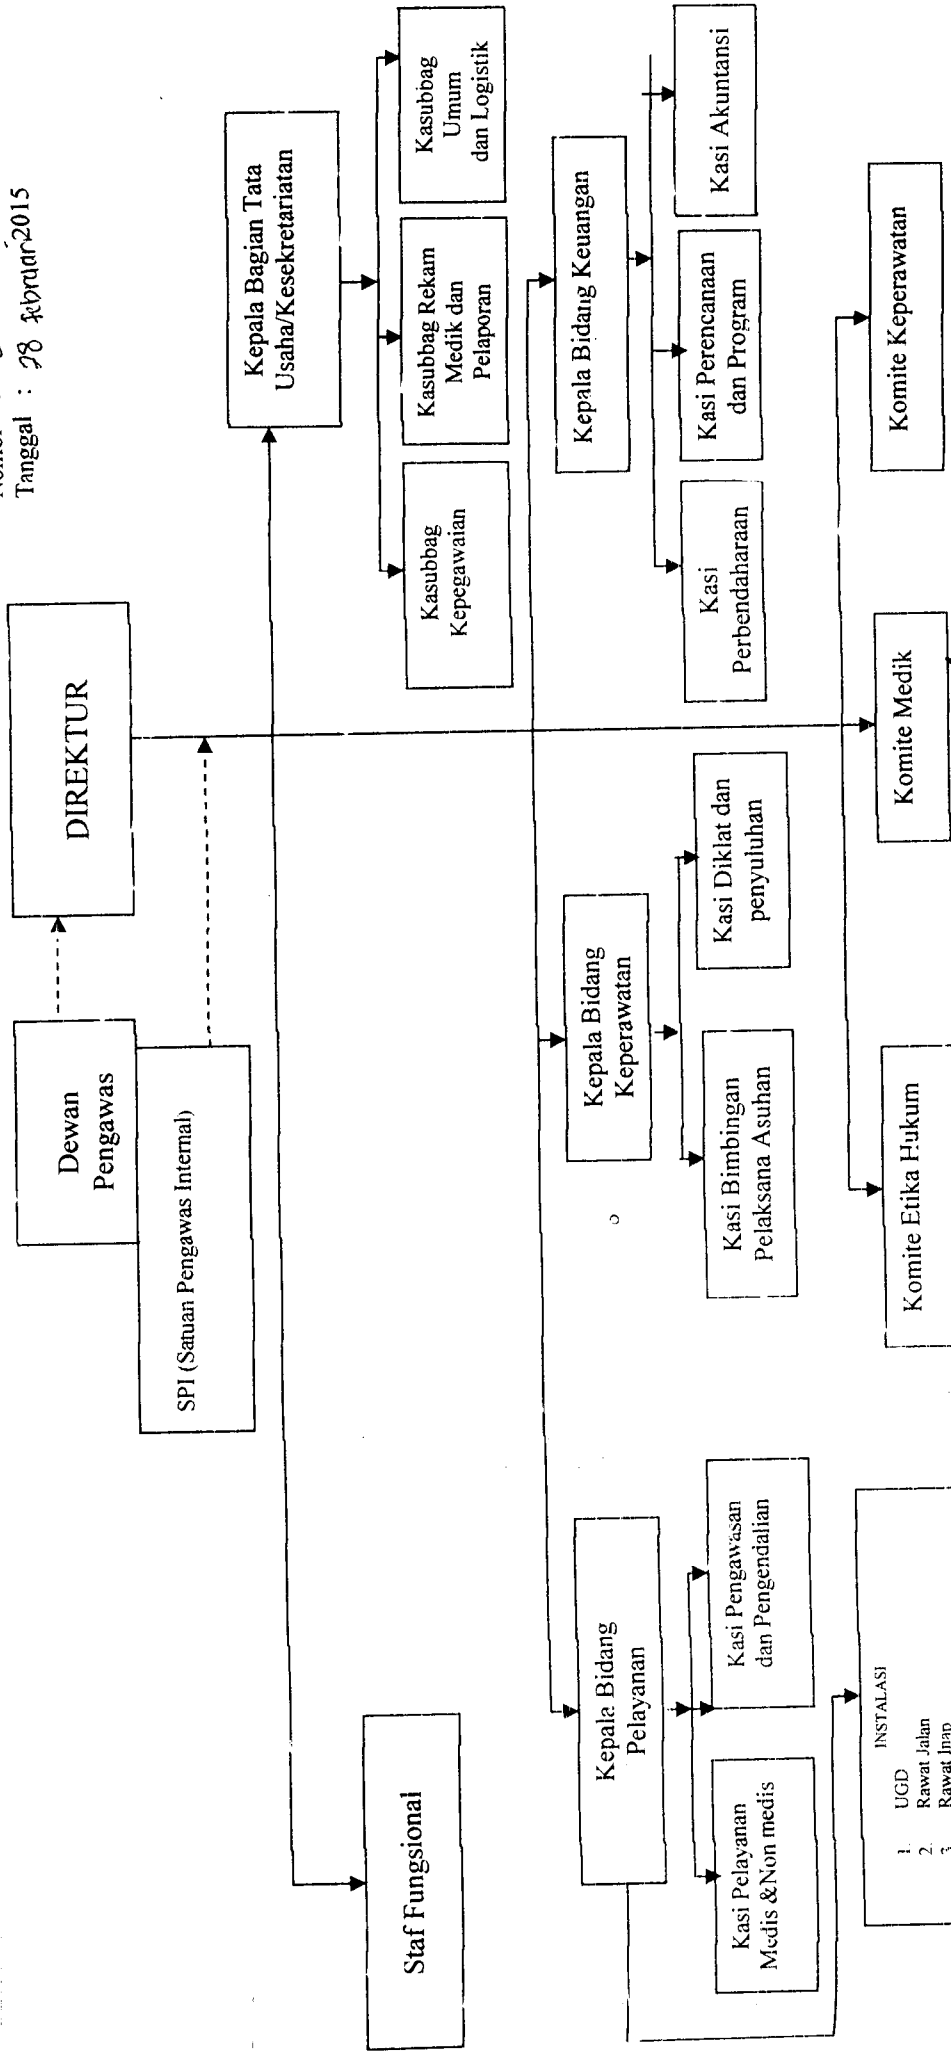 Tanggal : 28 Februari 2015
DIREKTUR
Dewan
Pengawas
SPI (Satuan Pengawas Internal)
Kepala Bagian Tata
Usaha/Kesekretariatan
Staf Fungsional
Kasubbag
Kepegawaian
Kasubbag Rekam
Medik dan
Pelaporan
Kasubbag
Umum
dan Logistik
Kepala Bidang
Pelayanan
Kepala Bidang
Keperawatan
Kepala Bidang Keuangan
Kasi Pelayanan
Medis &Non medis
Kasi Pengawasan
dan Pengendalian
Kasi Bimbingan
Pelaksana Asuhan
Kasi Diklat dan
penyuluhan
Kasi
Perbendaharaan
Kasi Perencanaan
dan Program
Kasi Akuntansi
INSTALASI
1. UGD
2. Rawat Jalan
3. Rawat Inap
Komite Etika Hukum
Komite Medik
Komite Keperawatan